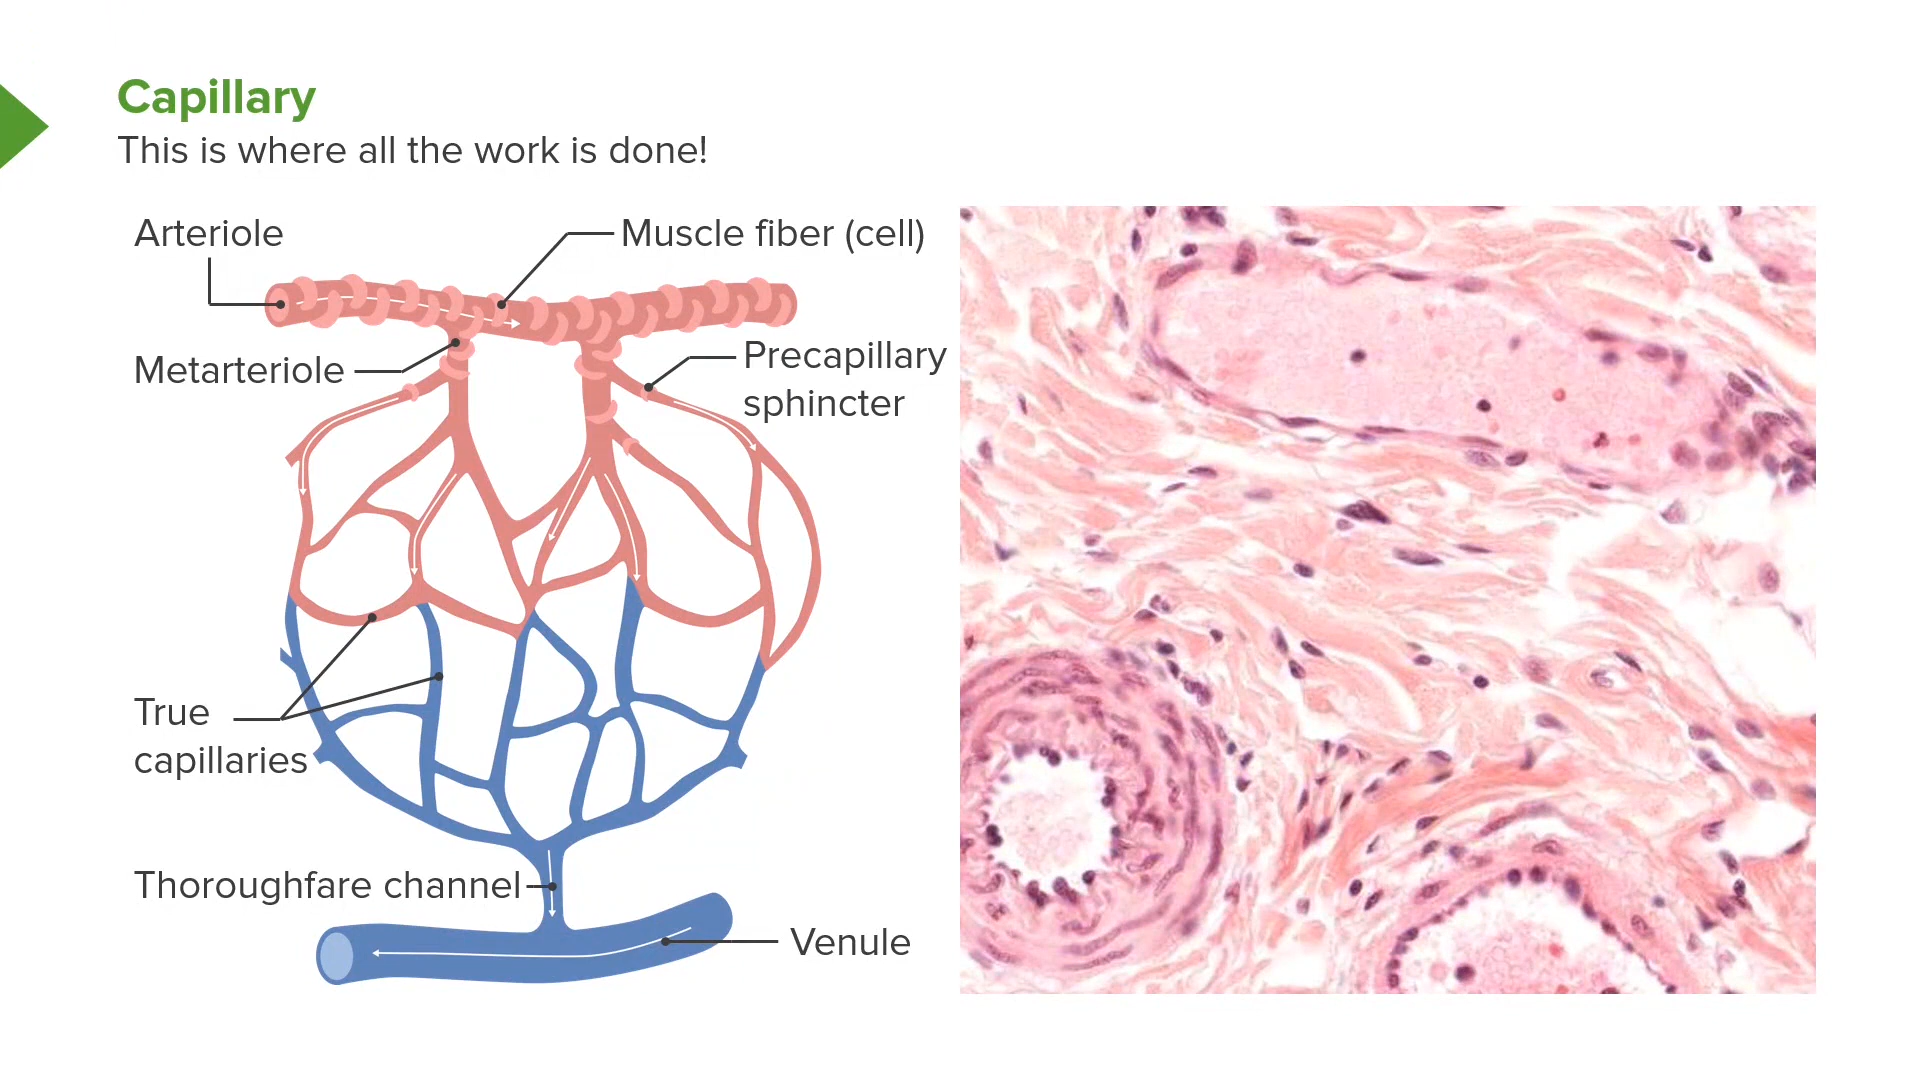 Capillary
This is where all the work is done!
Arteriole
Muscle fiber (cell)
Metarteriole
Precapillary
sphincter
True
capillaries
Thoroughfare channel
Venule